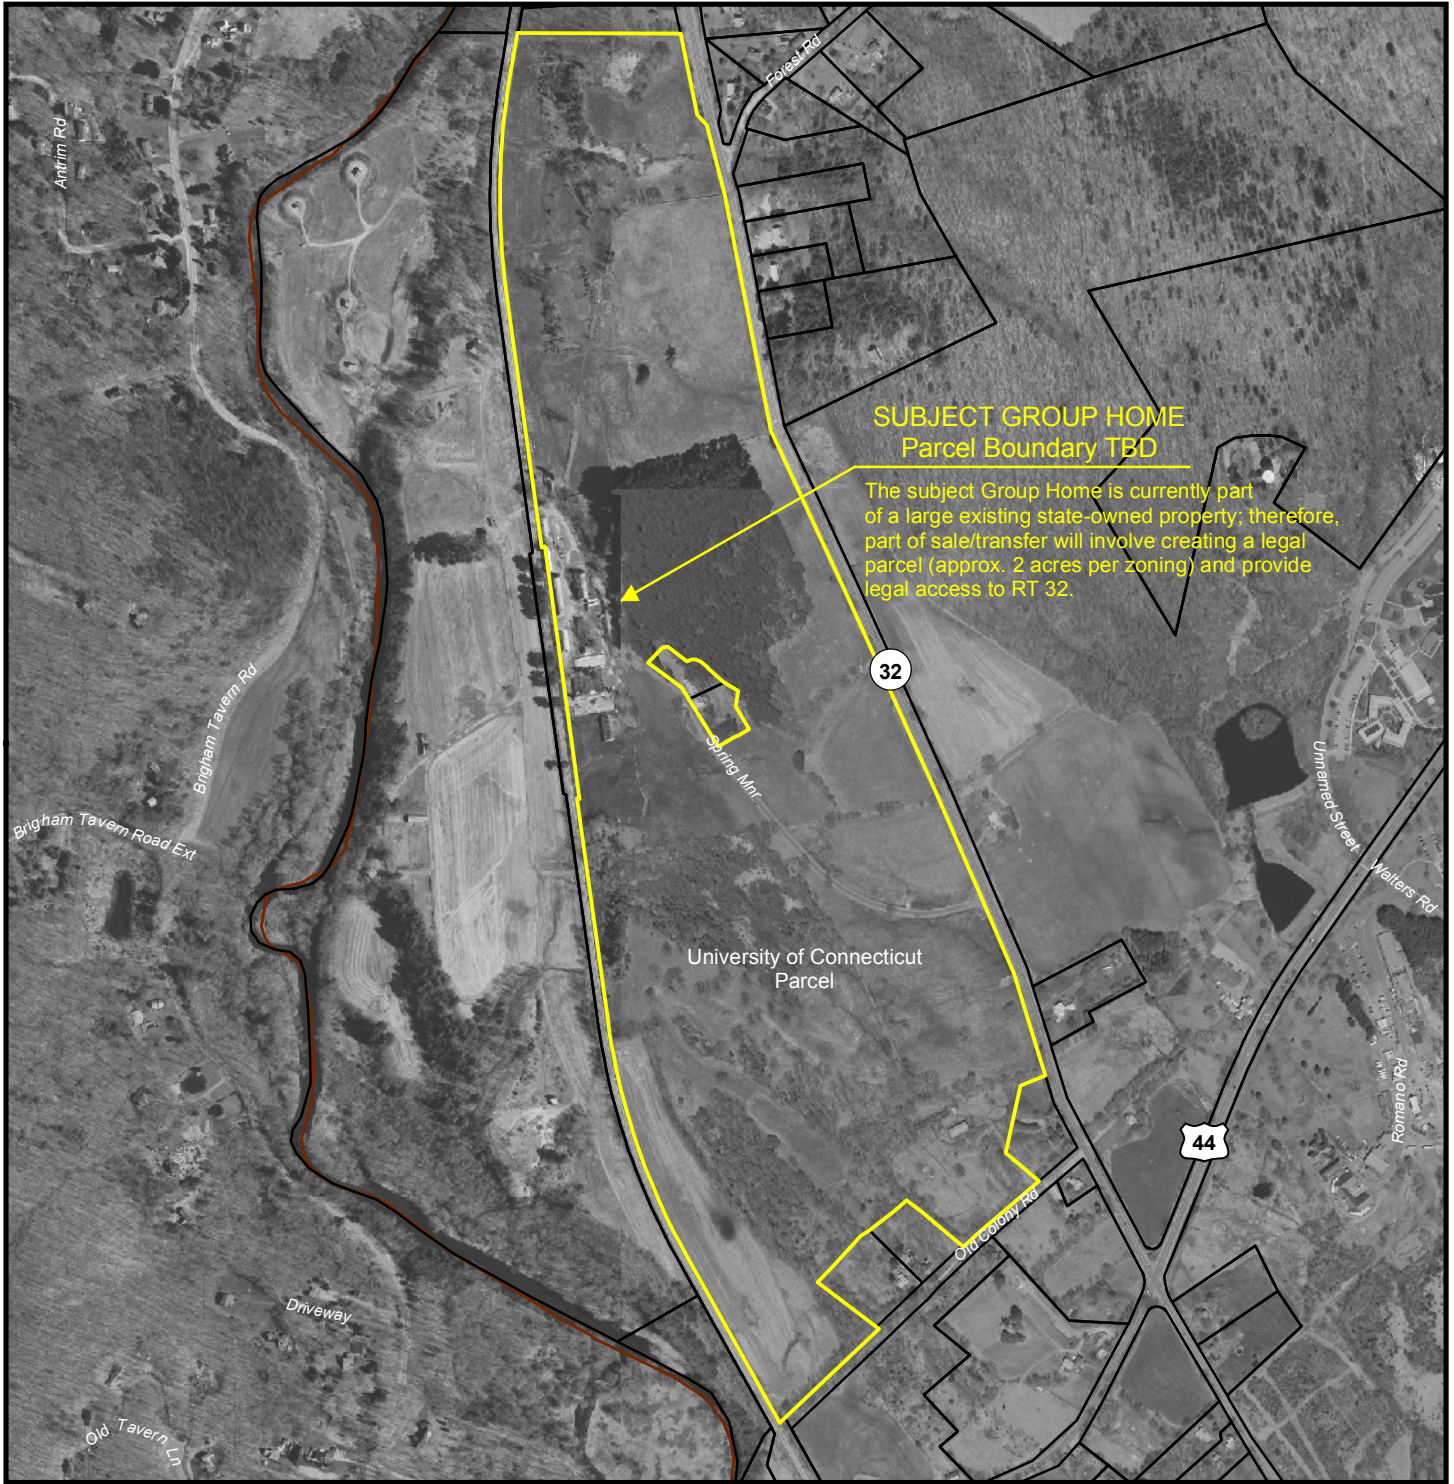 Forest Rd
Antrim Rd
SUBJECT GROUP HOME
Parcel Boundary TBD
The subject Group Home is currently part
of a large existing state-owned property; therefore,
part of sale/transfer will involve creating a legal
parcel (approx. 2 acres per zoning) and provide
legal access to RT 32.
32
Brigham Tavern Rd
Spring Mnr
Unnamed Street
Brigham Tavern Road Ext
Walters Rd
University of Connecticut
Parcel
Romano Rd
44
Old Colony Rd
Driveway
Old Tavern Ln